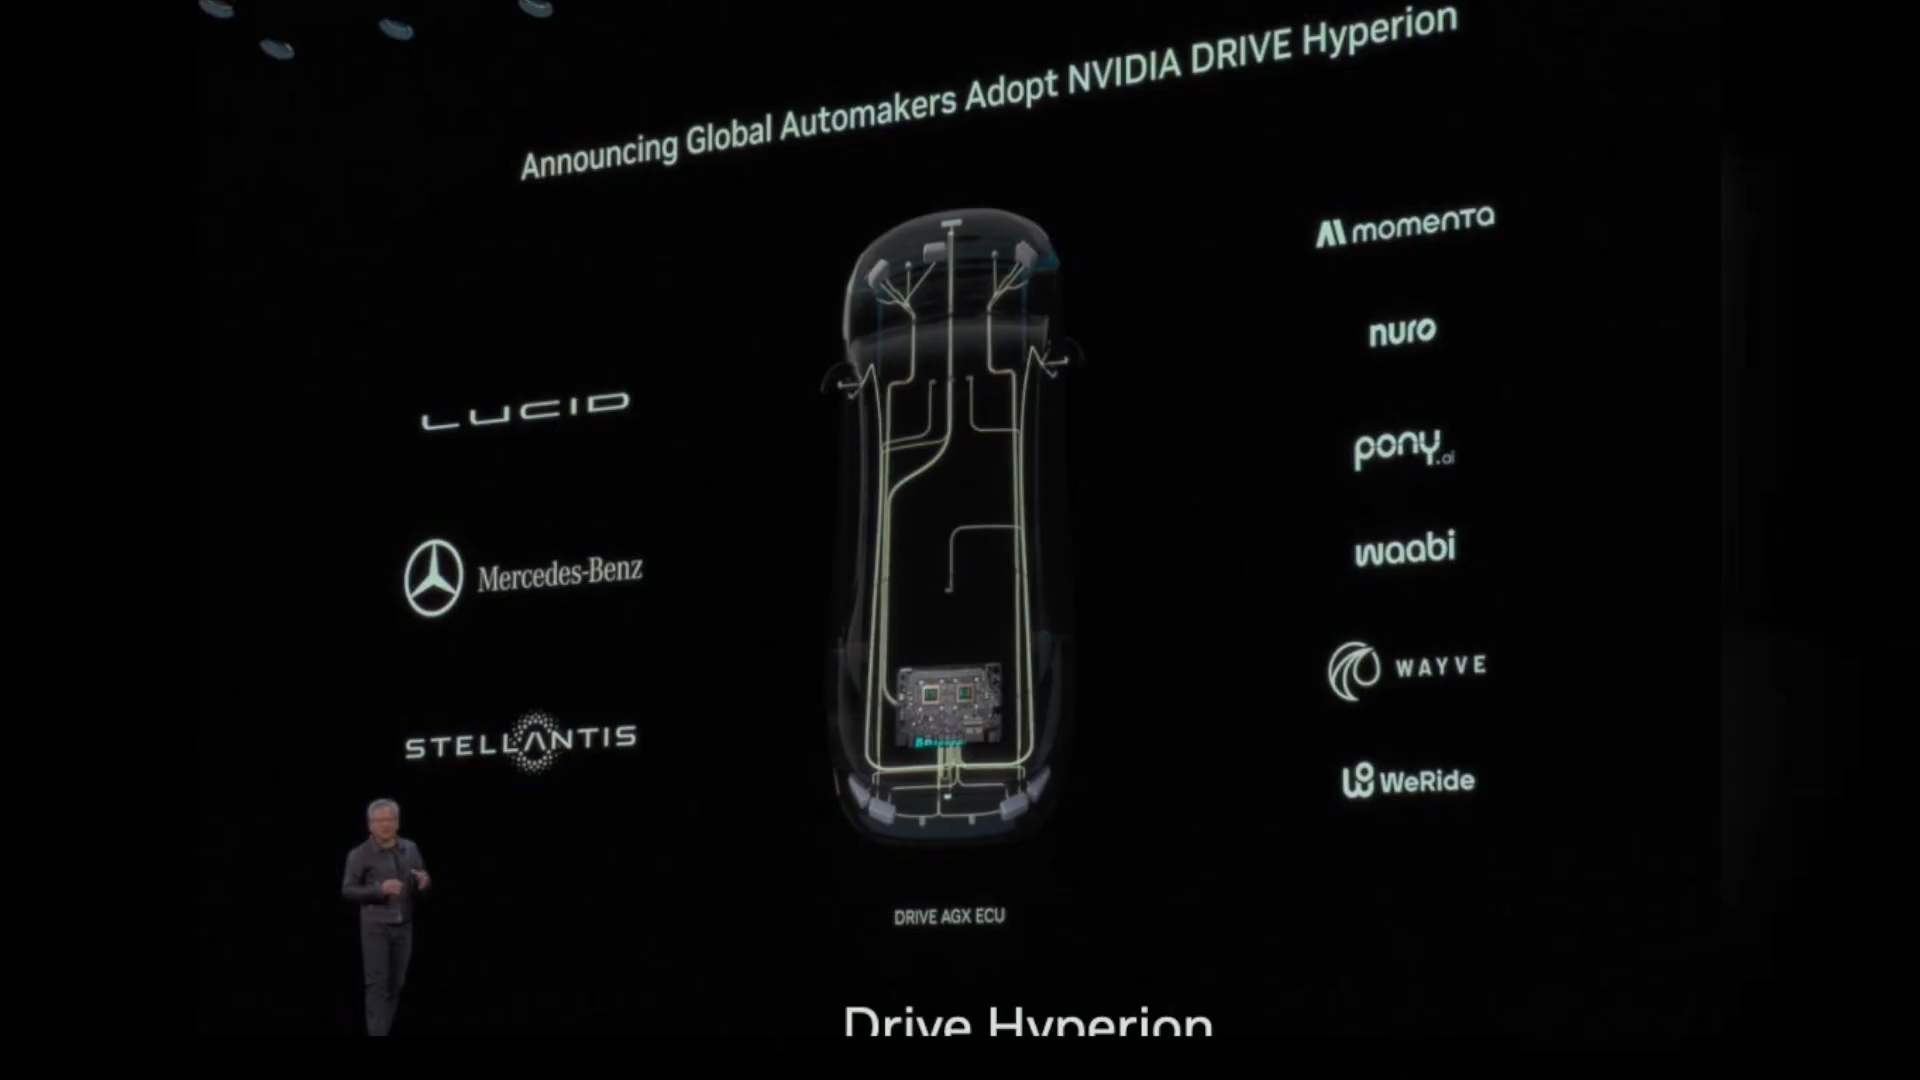 Announcing Global Automakers Adopt NVIDIA DRIVE Hyperion
LUCID
Mercedes-Benz
STELLANTIS
momenta
nuro
pony.ai
waabi
WAYVE
WeRide
DRIVE AGX ECU
Drive Hyperion